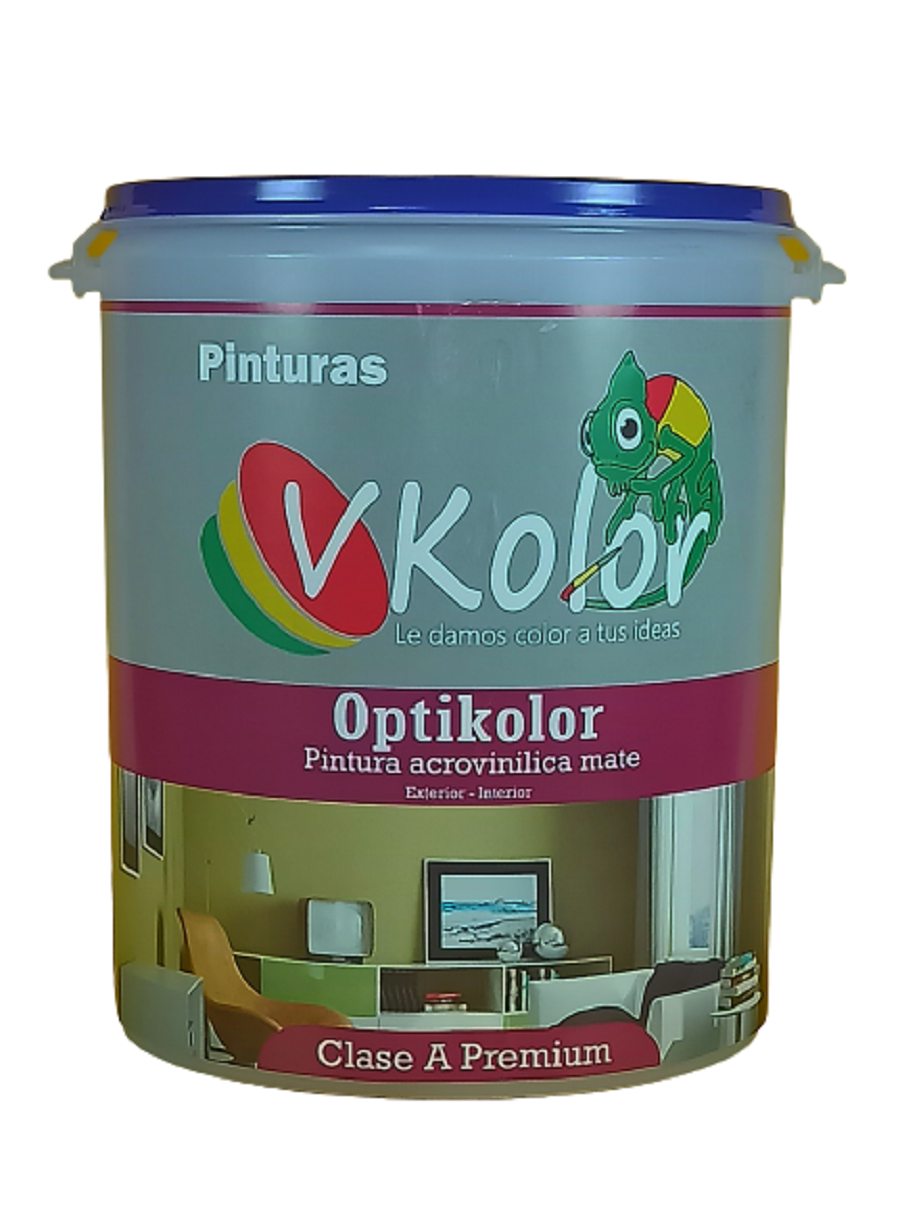 Pinturas
VKolor
Le damos color a tus ideas
Optikolor
Pintura acrovinilica mate
Exterior - Interior
Clase A Premium